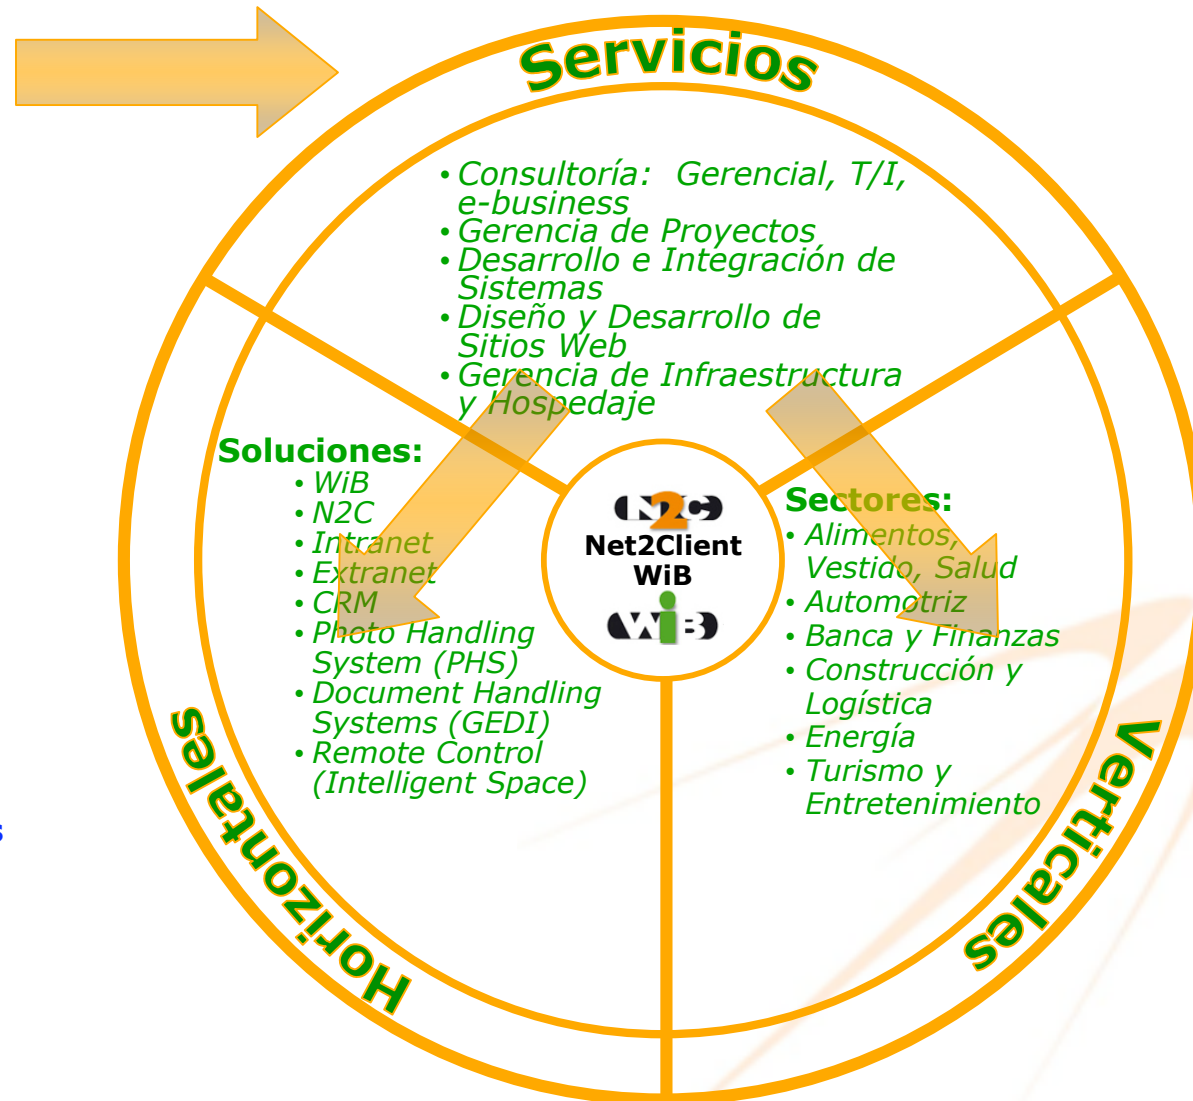 Servicios
• Consultoría: Gerencial, T/I,
e-business
• Gerencia de Proyectos
• Desarrollo e Integración de
Sistemas
• Diseño y Desarrollo de
Sitios Web
• Gerencia de Infraestructura
y Hospedaje
Soluciones:
• WiB
• N2C
• Intranet
• Extranet
• CRM
• Photo Handling
System (PHS)
• Document Handling
Systems (GEDI)
• Remote Control
(Intelligent Space)
Horizontales
N2C
Net2Client
WiB
WiB
Sectores:
• Alimentos,
Vestido, Salud
• Automotriz
• Banca y Finanzas
• Construcción y
Logística
• Energía
• Turismo y
Entretenimiento
Verticales
s